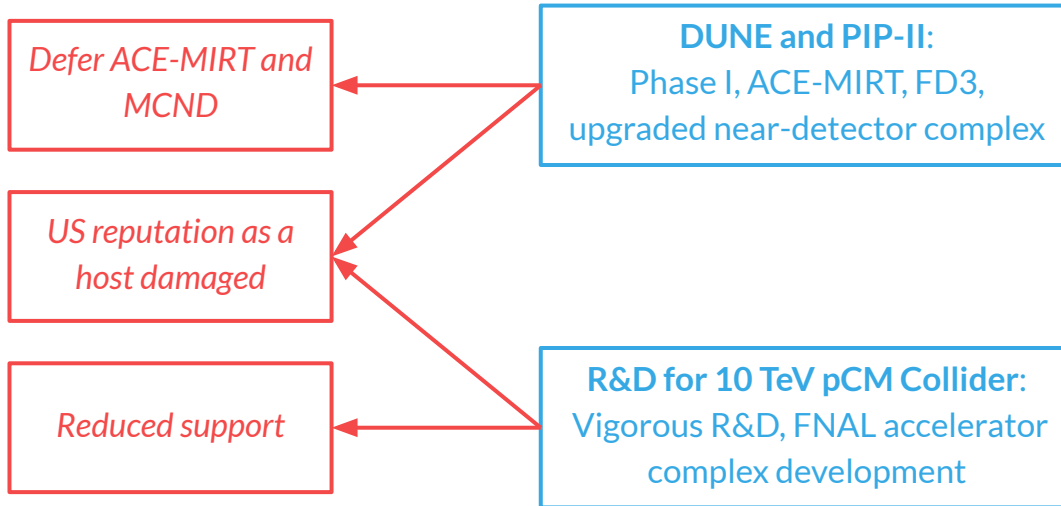 Defer ACE-MIRT and
MCND
US reputation as a
host damaged
Reduced support
DUNE and PIP-II:
Phase I, ACE-MIRT, FD3,
upgraded near-detector complex
R&D for 10 TeV pCM Collider:
Vigorous R&D, FNAL accelerator
complex development